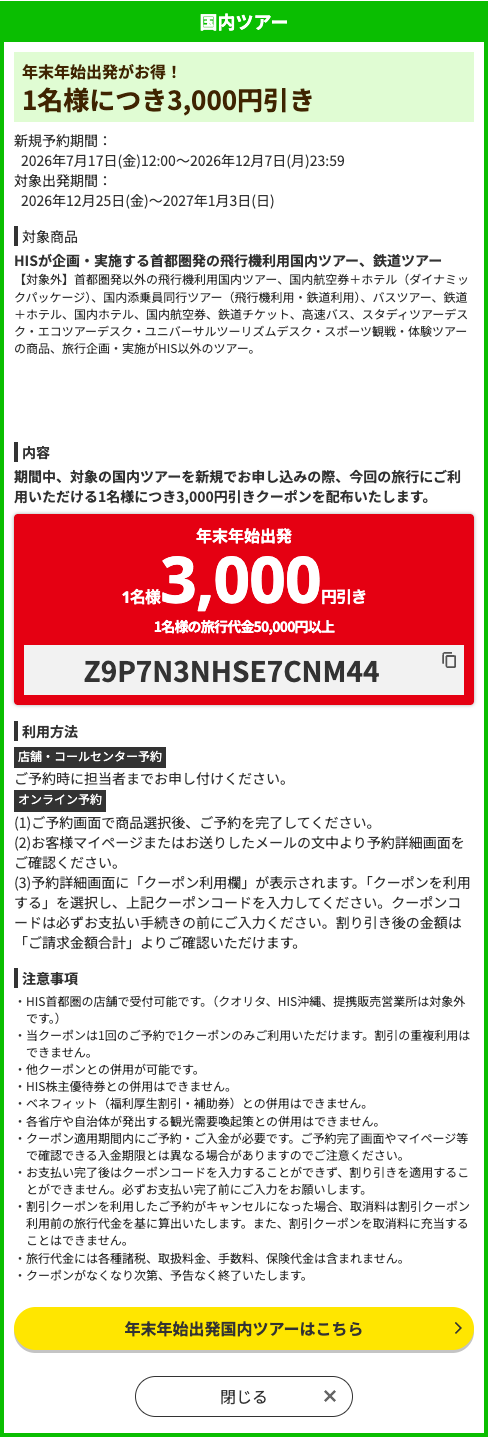 国内ツアー
年末年始出発がお得！
1名様につき3,000円引き
新規予約期間：
2026年7月17日(金)12:00～2026年12月7日(月)23:59
対象出発期間：
2026年12月25日(金)～2027年1月3日(日)
対象商品
HISが企画・実施する首都圏発の飛行機利用国内ツアー、鉄道ツアー
【対象外】首都圏発以外の飛行機利用国内ツアー、国内航空券＋ホテル（ダイナミ
ックパッケージ）、国内添乗員同行ツアー（飛行機利用・鉄道利用）、バスツアー、鉄道
＋ホテル、国内ホテル、国内航空券、鉄道チケット、高速バス、スタディツアーデス
ク・エコツアーデスク・ユニバーサルツーリズムデスク・スポーツ観戦・体験ツアー
の商品、旅行企画・実施がHIS以外のツアー。
内容
期間中、対象の国内ツアーを新規でお申し込みの際、今回の旅行にご利
用いただける1名様につき3,000円引きクーポンを配布いたします。
年末年始出発
1名様3,000円引き
1名様の旅行代金50,000円以上
Z9P7N3NHSE7CNM44
利用方法
店舗・コールセンター予約
ご予約時に担当者までお申し付けください。
オンライン予約
(1)ご予約画面で商品選択後、ご予約を完了してください。
(2)お客様マイページまたはお送りしたメールの文中より予約詳細画面を
ご確認ください。
(3)予約詳細画面に「クーポン利用欄」が表示されます。「クーポンを利用
する」を選択し、上記クーポンコードを入力してください。クーポンコ
ードは必ずお支払い手続きの前にご入力ください。割り引き後の金額は
「ご請求金額合計」よりご確認いただけます。
注意事項
・HIS首都圏の店舗で受付可能です。（クオリタ、HIS沖縄、提携販売営業所は対象外
です。）
・当クーポンは1回のご予約で1クーポンのみご利用いただけます。割引の重複利用は
できません。
・他クーポンとの併用が可能です。
・HIS株主優待券との併用はできません。
・ベネフィット（福利厚生割引・補助券）との併用はできません。
・各省庁や自治体が発出する観光需要喚起策との併用はできません。
・クーポン適用期間内にご予約・ご入金が必要です。ご予約完了画面やマイページ等
で確認できる入金期限とは異なる場合がありますのでご注意ください。
・お支払い完了後はクーポンコードを入力することができず、割り引きを適用するこ
とができません。必ずお支払い完了前にご入力をお願いします。
・割引クーポンを利用したご予約がキャンセルになった場合、取消料は割引クーポン
利用前の旅行代金を基に算出いたします。また、割引クーポンを取消料に充当する
ことはできません。
・旅行代金には各種諸税、取扱料金、手数料、保険代金は含まれません。
・クーポンがなくなり次第、予告なく終了いたします。
年末年始出発国内ツアーはこちら
閉じる